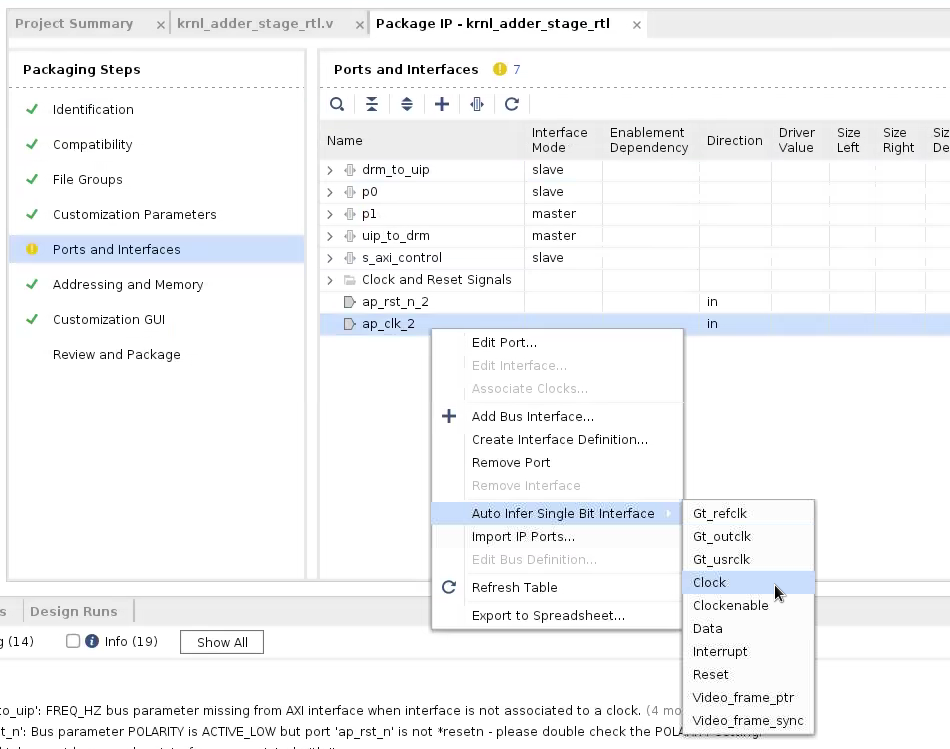 Project Summary
krnl_adder_stage_rtl.v
Package IP - krnl_adder_stage_rtl
Packaging Steps
Identification
Compatibility
File Groups
Customization Parameters
Ports and Interfaces
Addressing and Memory
Customization GUI
Review and Package
Ports and Interfaces 7
Name Interface Mode Enablement Dependency Direction Driver Value Size Left Size Right Siz De
drm_to_uip slave
p0 slave
p1 master
uip_to_drm master
s_axi_control slave
Clock and Reset Signals
ap_rst_n_2 in
ap_clk_2 in
Edit Port...
Edit Interface...
Associate Clocks...
Add Bus Interface...
Create Interface Definition...
Remove Port
Remove Interface
Auto Infer Single Bit Interface
Import IP Ports...
Edit Bus Definition...
Refresh Table
Export to Spreadsheet...
Gt_refclk
Gt_outclk
Gt_usrclk
Clock
Clockenable
Data
Interrupt
Reset
Video_frame_ptr
Video_frame_sync
s Design Runs
g (14) Info (19) Show All
to_uip': FREQ_HZ bus parameter missing from AXI interface when interface is not associated to a clock. (4 mo
st_n': Bus parameter POLARITY is ACTIVE_LOW but port 'ap_rst_n' is not *resetn - please double check the POLA